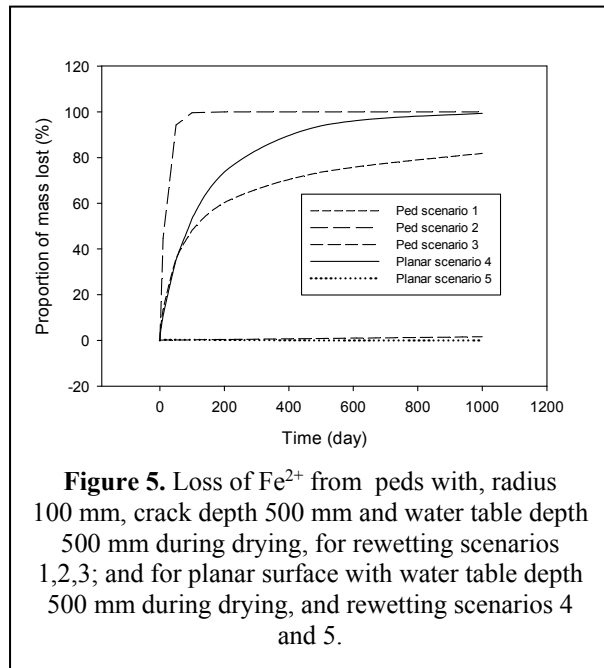 120
100
80
60
40
20
0
-20
Proportion of mass lost (%)
Ped scenario 1
Ped scenario 2
Ped scenario 3
Planar scenario 4
Planar scenario 5
0 200 400 600 800 1000 1200
Time (day)
Figure 5. Loss of Fe²⁺ from peds with, radius
100 mm, crack depth 500 mm and water table depth
500 mm during drying, for rewetting scenarios
1,2,3; and for planar surface with water table depth
500 mm during drying, and rewetting scenarios 4
and 5.